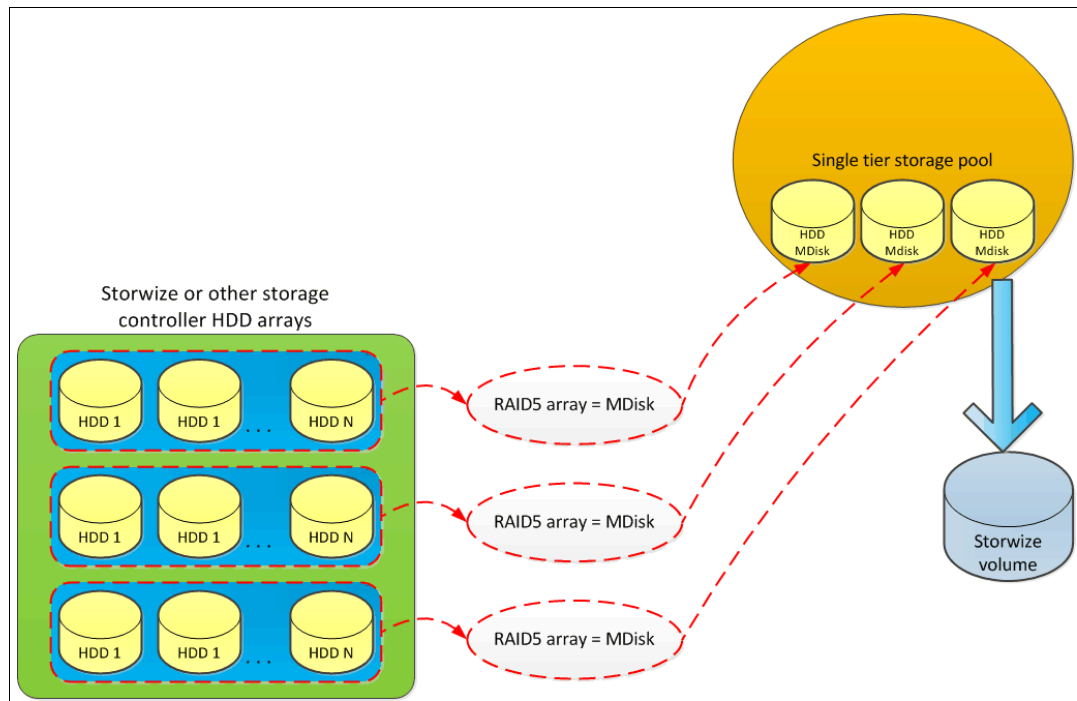 Single tier storage pool
HDD
MDisk
HDD
Mdisk
HDD
Mdisk
Storwize or other storage
controller HDD arrays
HDD 1
HDD 1
. . .
HDD N
RAID5 array = MDisk
HDD 1
HDD 1
. . .
HDD N
RAID5 array = MDisk
Storwize
volume
HDD 1
HDD 1
. . .
HDD N
RAID5 array = MDisk